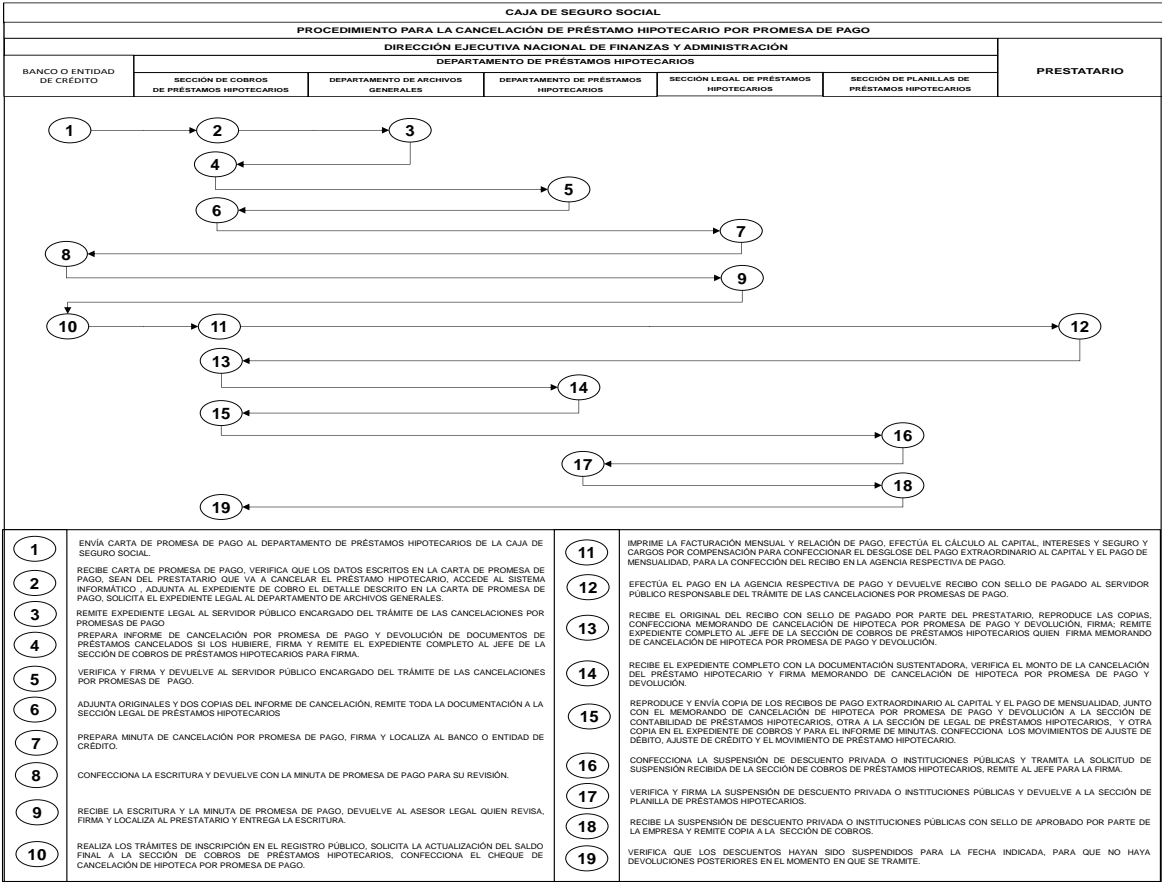 CAJA DE SEGURO SOCIAL
PROCEDIMIENTO PARA LA CANCELACIÓN DE PRÉSTAMO HIPOTECARIO POR PROMESA DE PAGO
DIRECCIÓN EJECUTIVA NACIONAL DE FINANZAS Y ADMINISTRACIÓN
DEPARTAMENTO DE PRÉSTAMOS HIPOTECARIOS
BANCO O ENTIDAD
DE CRÉDITO
SECCIÓN DE COBROS
DE PRÉSTAMOS HIPOTECARIOS
DEPARTAMENTO DE ARCHIVOS
GENERALES
DEPARTAMENTO DE PRÉSTAMOS
HIPOTECARIOS
SECCIÓN LEGAL DE PRÉSTAMOS
HIPOTECARIOS
SECCIÓN DE PLANILLAS DE
PRÉSTAMOS HIPOTECARIOS
PRESTATARIO
1
2
3
4
5
6
7
8
9
10
11
12
13
14
15
16
17
18
19
1
ENVÍA CARTA DE PROMESA DE PAGO AL DEPARTAMENTO DE PRÉSTAMOS HIPOTECARIOS DE LA CAJA DE
SEGURO SOCIAL.
2
RECIBE CARTA DE PROMESA DE PAGO, VERIFICA QUE LOS DATOS ESCRITOS EN LA CARTA DE PROMESA DE
PAGO, SEAN DEL PRESTATARIO QUE VA A CANCELAR EL PRÉSTAMO HIPOTECARIO, ACCEDE AL SISTEMA
INFORMÁTICO , ADJUNTA AL EXPEDIENTE DE COBRO EL DETALLE DESCRITO EN LA CARTA DE PROMESA DE
PAGO, SOLICITA EL EXPEDIENTE LEGAL AL DEPARTAMENTO DE ARCHIVOS GENERALES.
3
REMITE EXPEDIENTE LEGAL AL SERVIDOR PÚBLICO ENCARGADO DEL TRÁMITE DE LAS CANCELACIONES POR
PROMESAS DE PAGO
4
PREPARA INFORME DE CANCELACIÓN POR PROMESA DE PAGO Y DEVOLUCIÓN DE DOCUMENTOS DE
PRÉSTAMOS CANCELADOS SI LOS HUBIERE, FIRMA Y REMITE EL EXPEDIENTE COMPLETO AL JEFE DE LA
SECCIÓN DE COBROS DE PRÉSTAMOS HIPOTECARIOS PARA FIRMA.
5
VERIFICA Y FIRMA Y DEVUELVE AL SERVIDOR PÚBLICO ENCARGADO DEL TRÁMITE DE LAS CANCELACIONES
POR PROMESAS DE PAGO.
6
ADJUNTA ORIGINALES Y DOS COPIAS DEL INFORME DE CANCELACIÓN, REMITE TODA LA DOCUMENTACIÓN A LA
SECCIÓN LEGAL DE PRÉSTAMOS HIPOTECARIOS
7
PREPARA MINUTA DE CANCELACIÓN POR PROMESA DE PAGO, FIRMA Y LOCALIZA AL BANCO O ENTIDAD DE
CRÉDITO.
8
CONFECCIONA LA ESCRITURA Y DEVUELVE CON LA MINUTA DE PROMESA DE PAGO PARA SU REVISIÓN.
9
RECIBE LA ESCRITURA Y LA MINUTA DE PROMESA DE PAGO, DEVUELVE AL ASESOR LEGAL QUIEN REVISA,
FIRMA Y LOCALIZA AL PRESTATARIO Y ENTREGA LA ESCRITURA.
10
REALIZA LOS TRÁMITES DE INSCRIPCIÓN EN EL REGISTRO PÚBLICO, SOLICITA LA ACTUALIZACIÓN DEL SALDO
FINAL A LA SECCIÓN DE COBROS DE PRÉSTAMOS HIPOTECARIOS, CONFECCIONA EL CHEQUE DE
CANCELACIÓN DE HIPOTECA POR PROMESA DE PAGO.
11
IMPRIME LA FACTURACIÓN MENSUAL Y RELACIÓN DE PAGO, EFECTÚA EL CÁLCULO AL CAPITAL, INTERESES Y SEGURO Y
CARGOS POR COMPENSACIÓN PARA CONFECCIONAR EL DESGLOSE DEL PAGO EXTRAORDINARIO AL CAPITAL Y EL PAGO DE
MENSUALIDAD, PARA LA CONFECCIÓN DEL RECIBO EN LA AGENCIA RESPECTIVA DE PAGO.
12
EFECTÚA EL PAGO EN LA AGENCIA RESPECTIVA DE PAGO Y DEVUELVE RECIBO CON SELLO DE PAGADO AL SERVIDOR
PÚBLICO RESPONSABLE DEL TRÁMITE DE LAS CANCELACIONES POR PROMESAS DE PAGO.
13
RECIBE EL ORIGINAL DEL RECIBO CON SELLO DE PAGADO POR PARTE DEL PRESTATARIO, REPRODUCE LAS COPIAS,
CONFECCIONA MEMORANDO DE CANCELACIÓN DE HIPOTECA POR PROMESA DE PAGO Y DEVOLUCIÓN, FIRMA; REMITE
EXPEDIENTE COMPLETO AL JEFE DE LA SECCIÓN DE COBROS DE PRÉSTAMOS HIPOTECARIOS QUIEN FIRMA MEMORANDO
DE CANCELACIÓN DE HIPOTECA POR PROMESA DE PAGO Y DEVOLUCIÓN.
14
RECIBE EL EXPEDIENTE COMPLETO CON LA DOCUMENTACIÓN SUSTENTADORA, VERIFICA EL MONTO DE LA CANCELACIÓN
DEL PRÉSTAMO HIPOTECARIO Y FIRMA MEMORANDO DE CANCELACIÓN DE HIPOTECA POR PROMESA DE PAGO Y
DEVOLUCIÓN.
15
REPRODUCE Y ENVÍA COPIA DE LOS RECIBOS DE PAGO EXTRAORDINARIO AL CAPITAL Y EL PAGO DE MENSUALIDAD, JUNTO
CON EL MEMORANDO DE CANCELACIÓN DE HIPOTECA POR PROMESA DE PAGO Y DEVOLUCIÓN A LA SECCIÓN DE
CONTABILIDAD DE PRÉSTAMOS HIPOTECARIOS, OTRA A LA SECCIÓN DE LEGAL DE PRÉSTAMOS HIPOTECARIOS, Y OTRA
COPIA EN EL EXPEDIENTE DE COBROS Y PARA EL INFORME DE MINUTAS. CONFECCIONA LOS MOVIMIENTOS DE AJUSTE DE
DÉBITO, AJUSTE DE CRÉDITO Y EL MOVIMIENTO DE PRÉSTAMO HIPOTECARIO.
16
CONFECCIONA LA SUSPENSIÓN DE DESCUENTO PRIVADA O INSTITUCIONES PÚBLICAS Y TRAMITA LA SOLICITUD DE
SUSPENSIÓN RECIBIDA DE LA SECCIÓN DE COBROS DE PRÉSTAMOS HIPOTECARIOS, REMITE AL JEFE PARA LA FIRMA.
17
VERIFICA Y FIRMA LA SUSPENSIÓN DE DESCUENTO PRIVADA O INSTITUCIONES PÚBLICAS Y DEVUELVE A LA SECCIÓN DE
PLANILLA DE PRÉSTAMOS HIPOTECARIOS.
18
RECIBE LA SUSPENSIÓN DE DESCUENTO PRIVADA O INSTITUCIONES PÚBLICAS CON SELLO DE APROBADO POR PARTE DE
LA EMPRESA Y REMITE COPIA A LA SECCIÓN DE COBROS.
19
VERIFICA QUE LOS DESCUENTOS HAYAN SIDO SUSPENDIDOS PARA LA FECHA INDICADA, PARA QUE NO HAYA
DEVOLUCIONES POSTERIORES EN EL MOMENTO EN QUE SE TRAMITE.